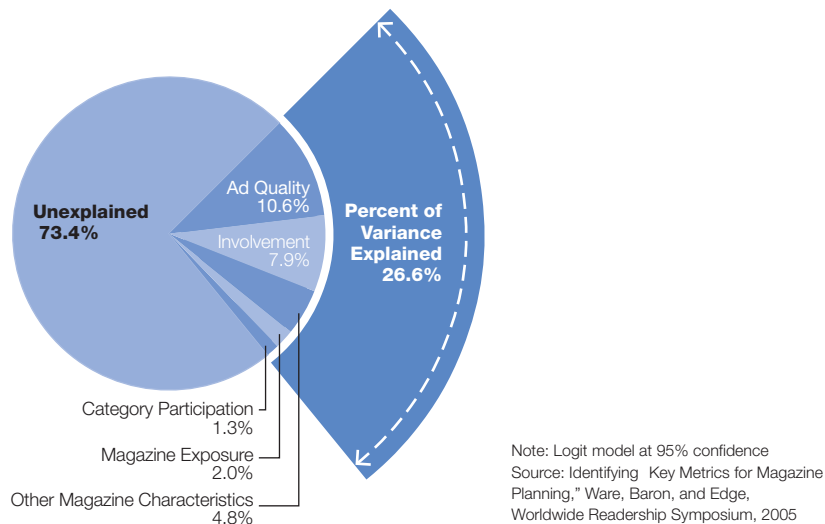 Unexplained
73.4%
Ad Quality
10.6%
Involvement
7.9%
Percent of
Variance
Explained
26.6%
Category Participation
1.3%
Magazine Exposure
2.0%
Other Magazine Characteristics
4.8%
Note: Logit model at 95% confidence
Source: Identifying Key Metrics for Magazine
Planning,” Ware, Baron, and Edge,
Worldwide Readership Symposium, 2005